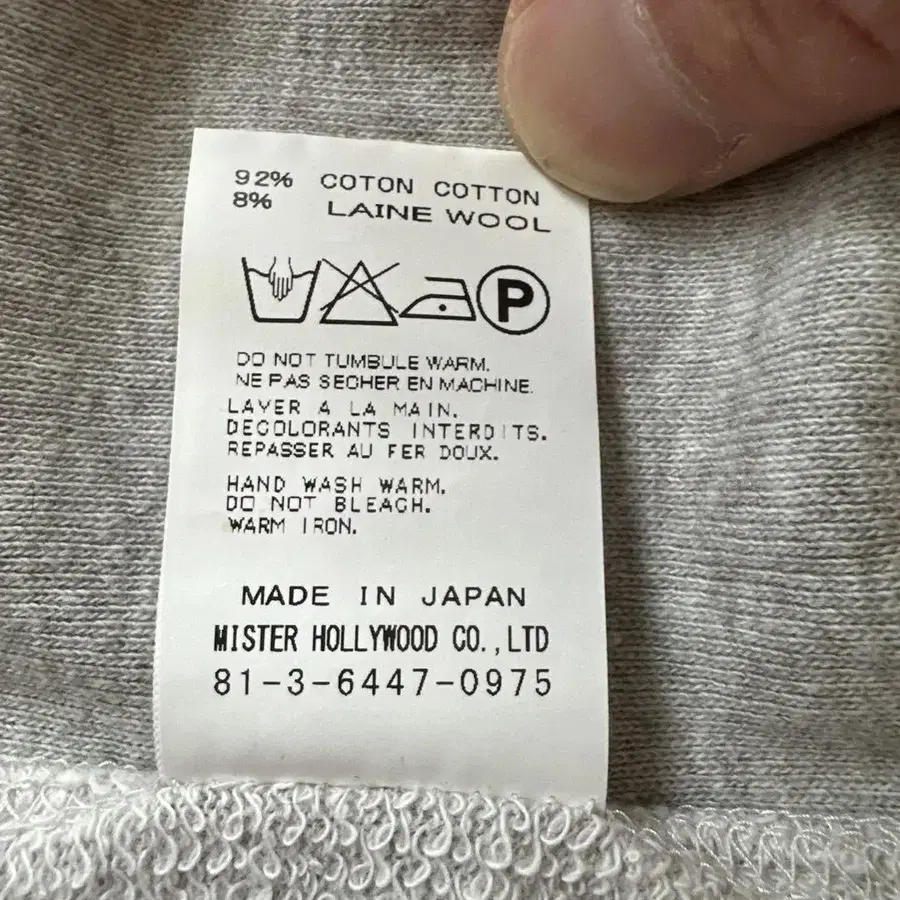 92% COTON COTTON
8% LAINE WOOL
P
DO NOT TUMBULE WARM.
NE PAS SECHER EN MACHINE.
LAVER A LA MAIN.
DECOLORANTS INTERDITS.
REPASSER AU FER DOUX.
HAND WASH WARM.
DO NOT BLEACH.
WARM IRON.
MADE IN JAPAN
MISTER HOLLYWOOD CO.,LTD
81-3-6447-0975